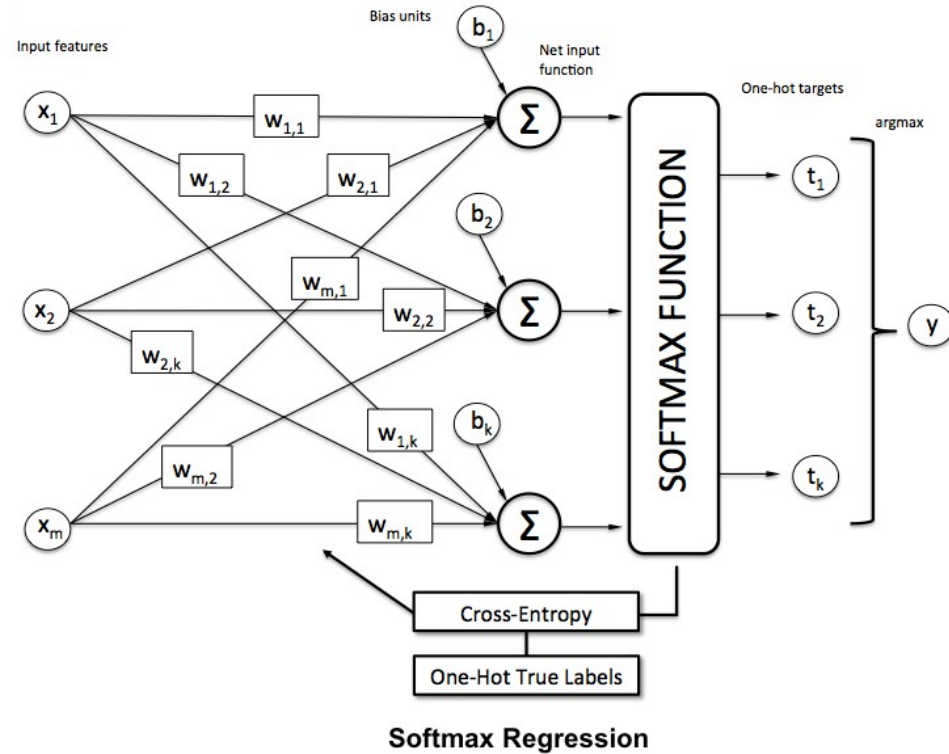 Bias units
b1
Input features
Net input
function
One-hot targets
argmax
x1
w1,1
Σ
w1,2
w2,1
t1
b2
wm,1
x2
w2,2
Σ
SOFTMAX FUNCTION
t2
y
w2,k
bk
w1,k
wm,2
tk
xm
wm,k
Σ
Cross-Entropy
One-Hot True Labels
Softmax Regression